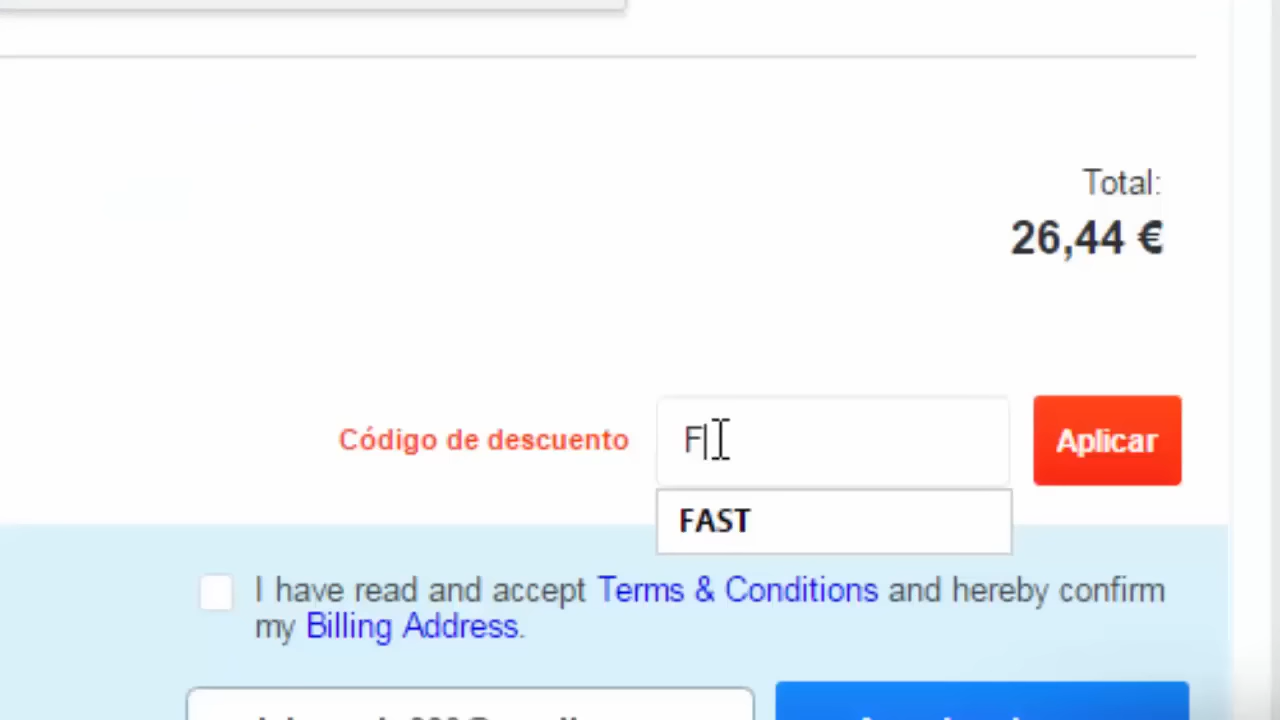 Total:
26,44 €
Código de descuento
F
Aplicar
FAST
I have read and accept Terms & Conditions and hereby confirm
my Billing Address.